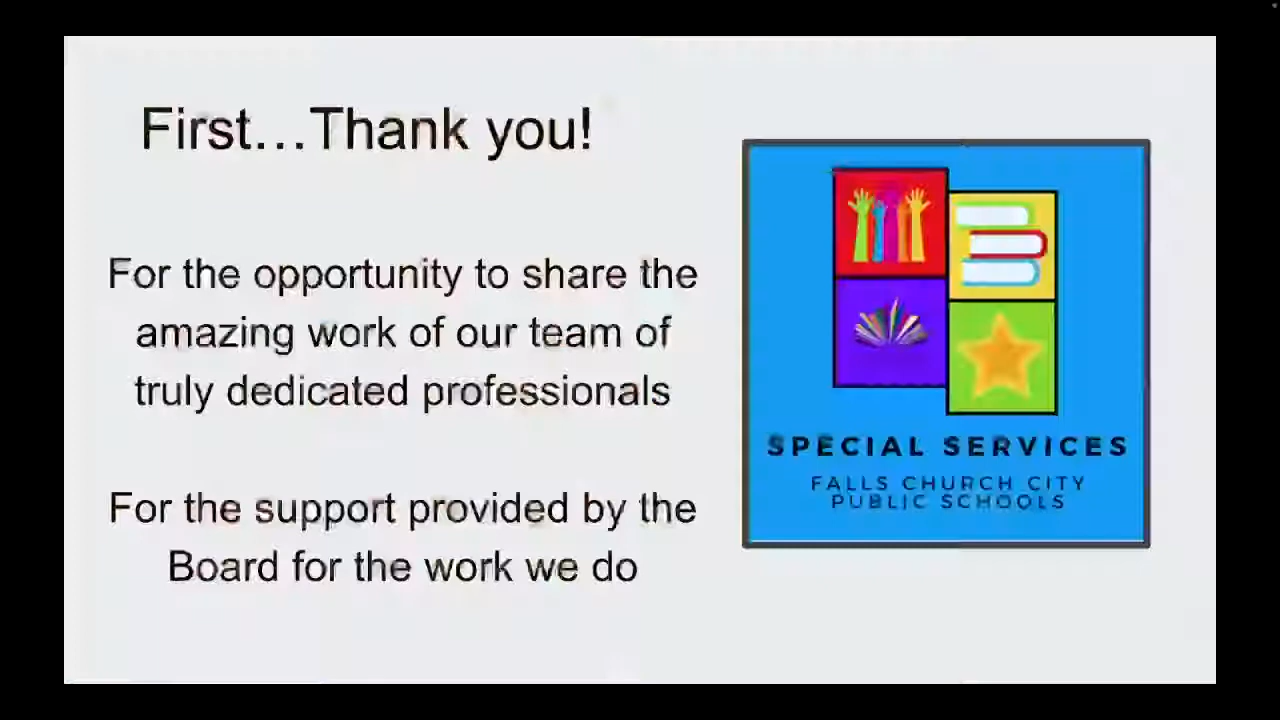 First…Thank you!
For the opportunity to share the
amazing work of our team of
truly dedicated professionals
For the support provided by the
Board for the work we do
SPECIAL SERVICES
FALLS CHURCH CITY
PUBLIC SCHOOLS